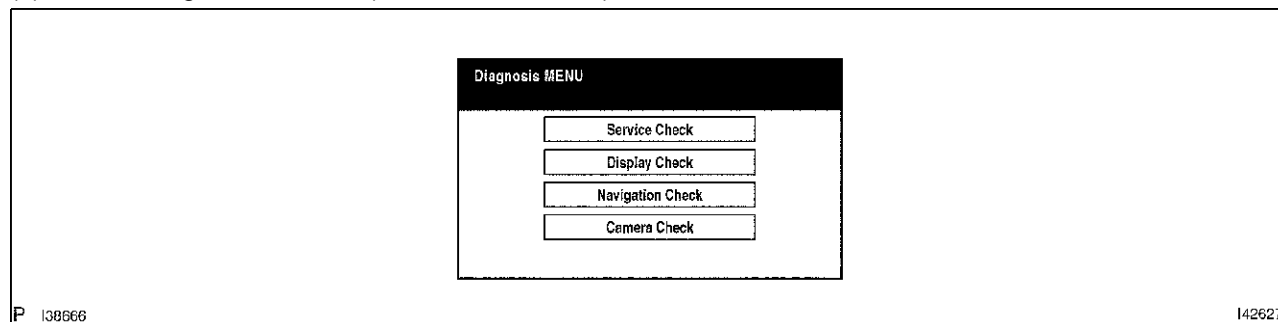 Diagnosis MENU
Service Check
Display Check
Navigation Check
Camera Check
P I38666
I42627